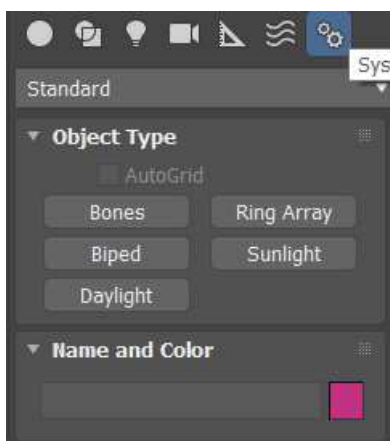 Sys
Standard
Object Type
AutoGrid
Bones Ring Array
Biped Sunlight
Daylight
Name and Color